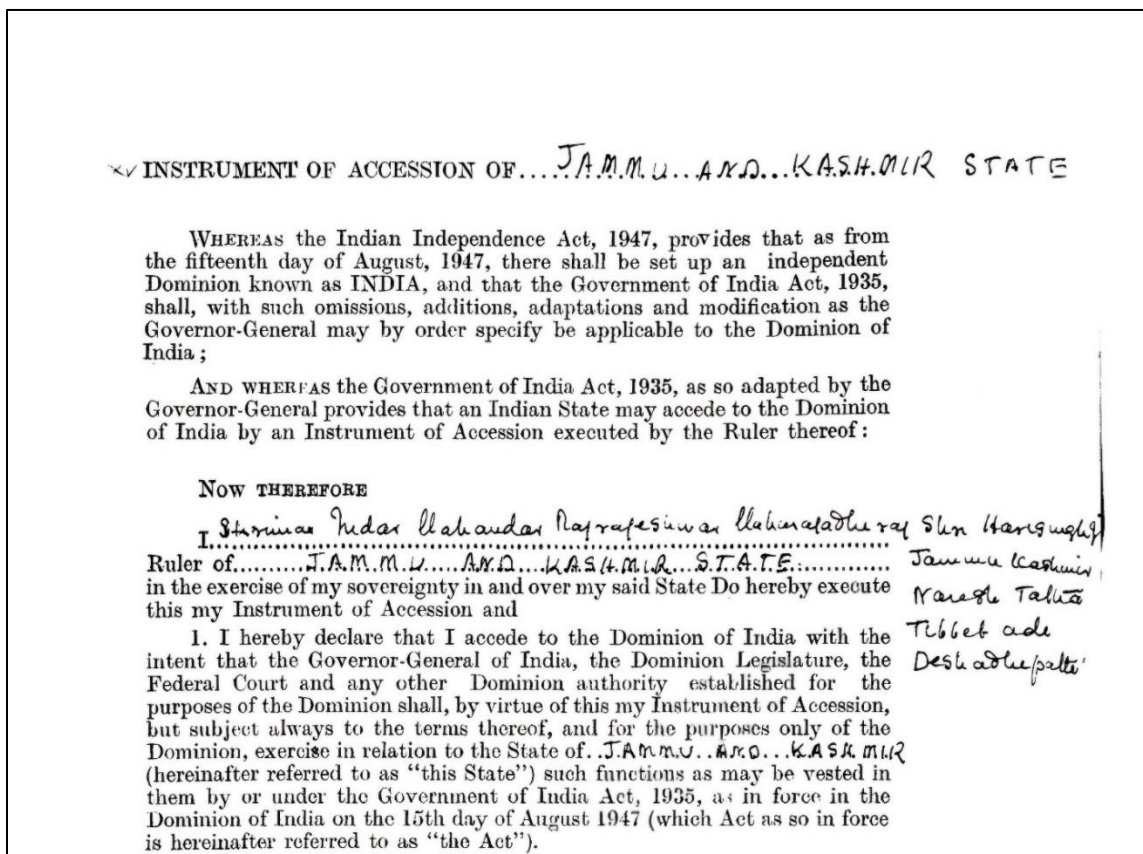 INSTRUMENT OF ACCESSION OF....JAMMU...AND...KASHMIR STATE
WHEREAS the Indian Independence Act, 1947, provides that as from
the fifteenth day of August, 1947, there shall be set up an independent
Dominion known as INDIA, and that the Government of India Act, 1935,
shall, with such omissions, additions, adaptations and modification as the
Governor-General may by order specify be applicable to the Dominion of
India ;
AND WHEREAS the Government of India Act, 1935, as so adapted by the
Governor-General provides that an Indian State may accede to the Dominion
of India by an Instrument of Accession executed by the Ruler thereof :
NOW THEREFORE
I Shriman Indar Mahandar Rajrajeshwar Maharajadhiraj Shri Harisinghji
Jammu Kashmir
Naresh Tatha
Tibbet adi
Deshadhipathi
Ruler of.........JAMMU.....AND...KASHMIR...STATE............
in the exercise of my sovereignty in and over my said State Do hereby execute
this my Instrument of Accession and
1. I hereby declare that I accede to the Dominion of India with the
intent that the Governor-General of India, the Dominion Legislature, the
Federal Court and any other Dominion authority established for the
purposes of the Dominion shall, by virtue of this my Instrument of Accession,
but subject always to the terms thereof, and for the purposes only of the
Dominion, exercise in relation to the State of..JAMMU..AND...KASHMIR
(hereinafter referred to as “this State”) such functions as may be vested in
them by or under the Government of India Act, 1935, as in force in the
Dominion of India on the 15th day of August 1947 (which Act as so in force
is hereinafter referred to as “the Act”).